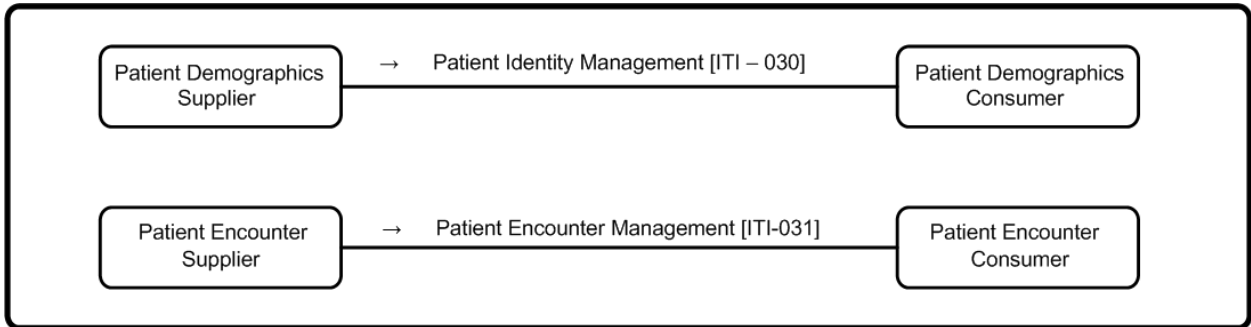 Patient Demographics
Supplier
→ Patient Identity Management [ITI – 030]
Patient Demographics
Consumer
Patient Encounter
Supplier
→ Patient Encounter Management [ITI-031]
Patient Encounter
Consumer